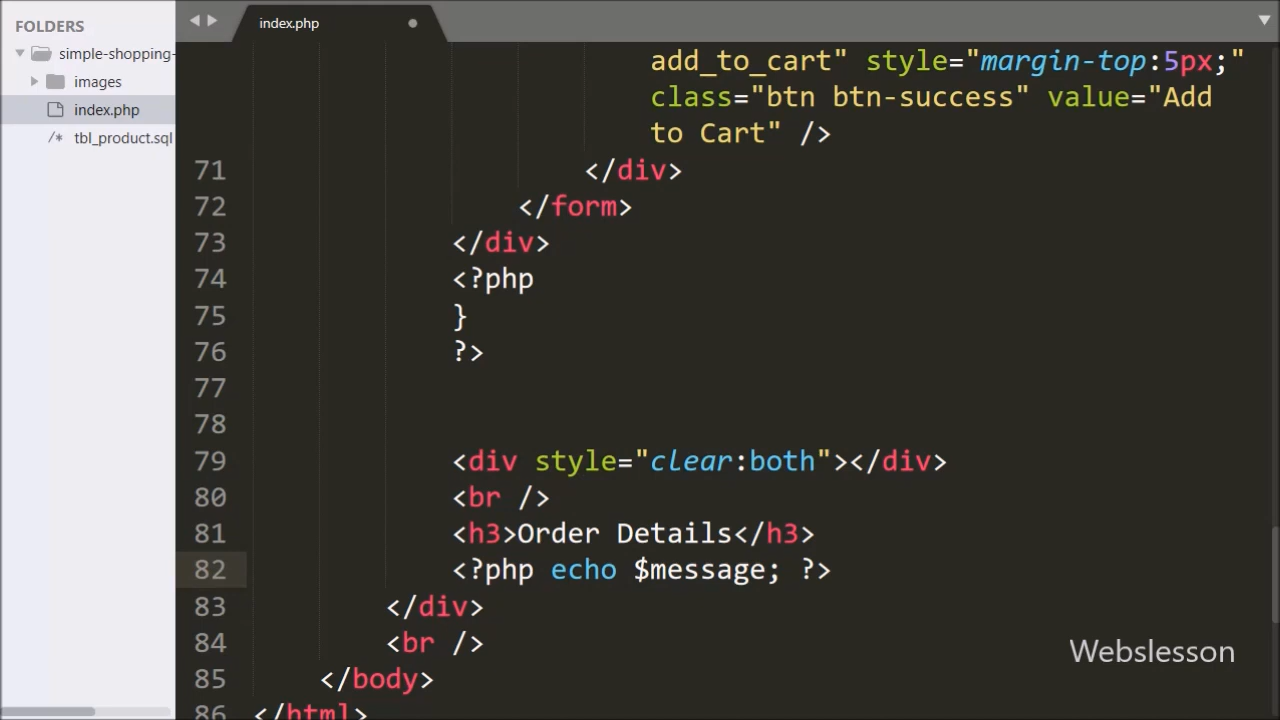 FOLDERS
simple-shopping-
images
index.php
/* tbl_product.sql
index.php
add_to_cart" style="margin-top:5px;"
class="btn btn-success" value="Add
to Cart" />
71 </div>
72 </form>
73 </div>
74 <?php
75 }
76 ?>
77
78
79 <div style="clear:both"></div>
80 <br />
81 <h3>Order Details</h3>
82 <?php echo $message; ?>
83 </div>
84 <br />
85 </body>
86 </html>
Webslesson